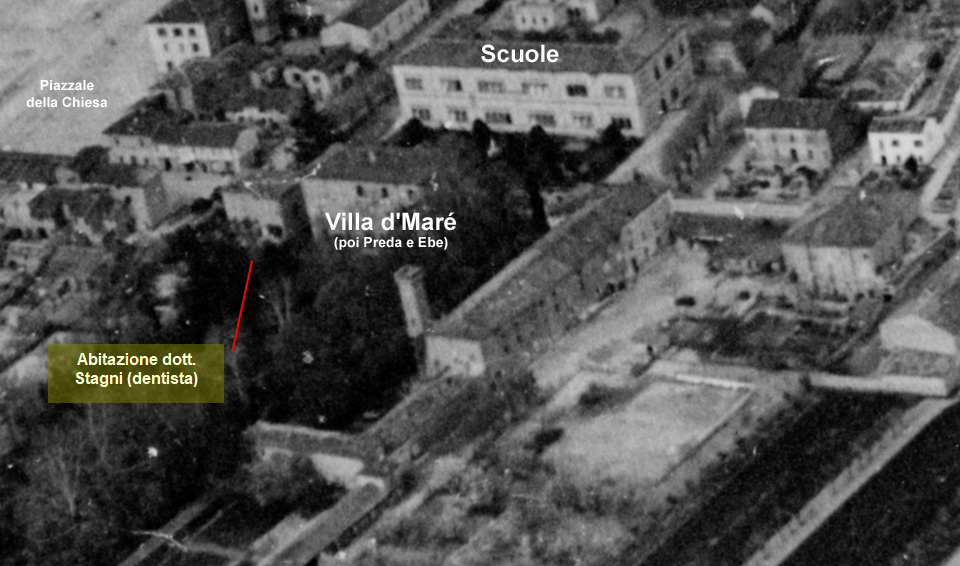 Scuole
Piazzale
della Chiesa
Villa d'Maré
(poi Preda e Ebe)
Abitazione dott.
Stagni (dentista)